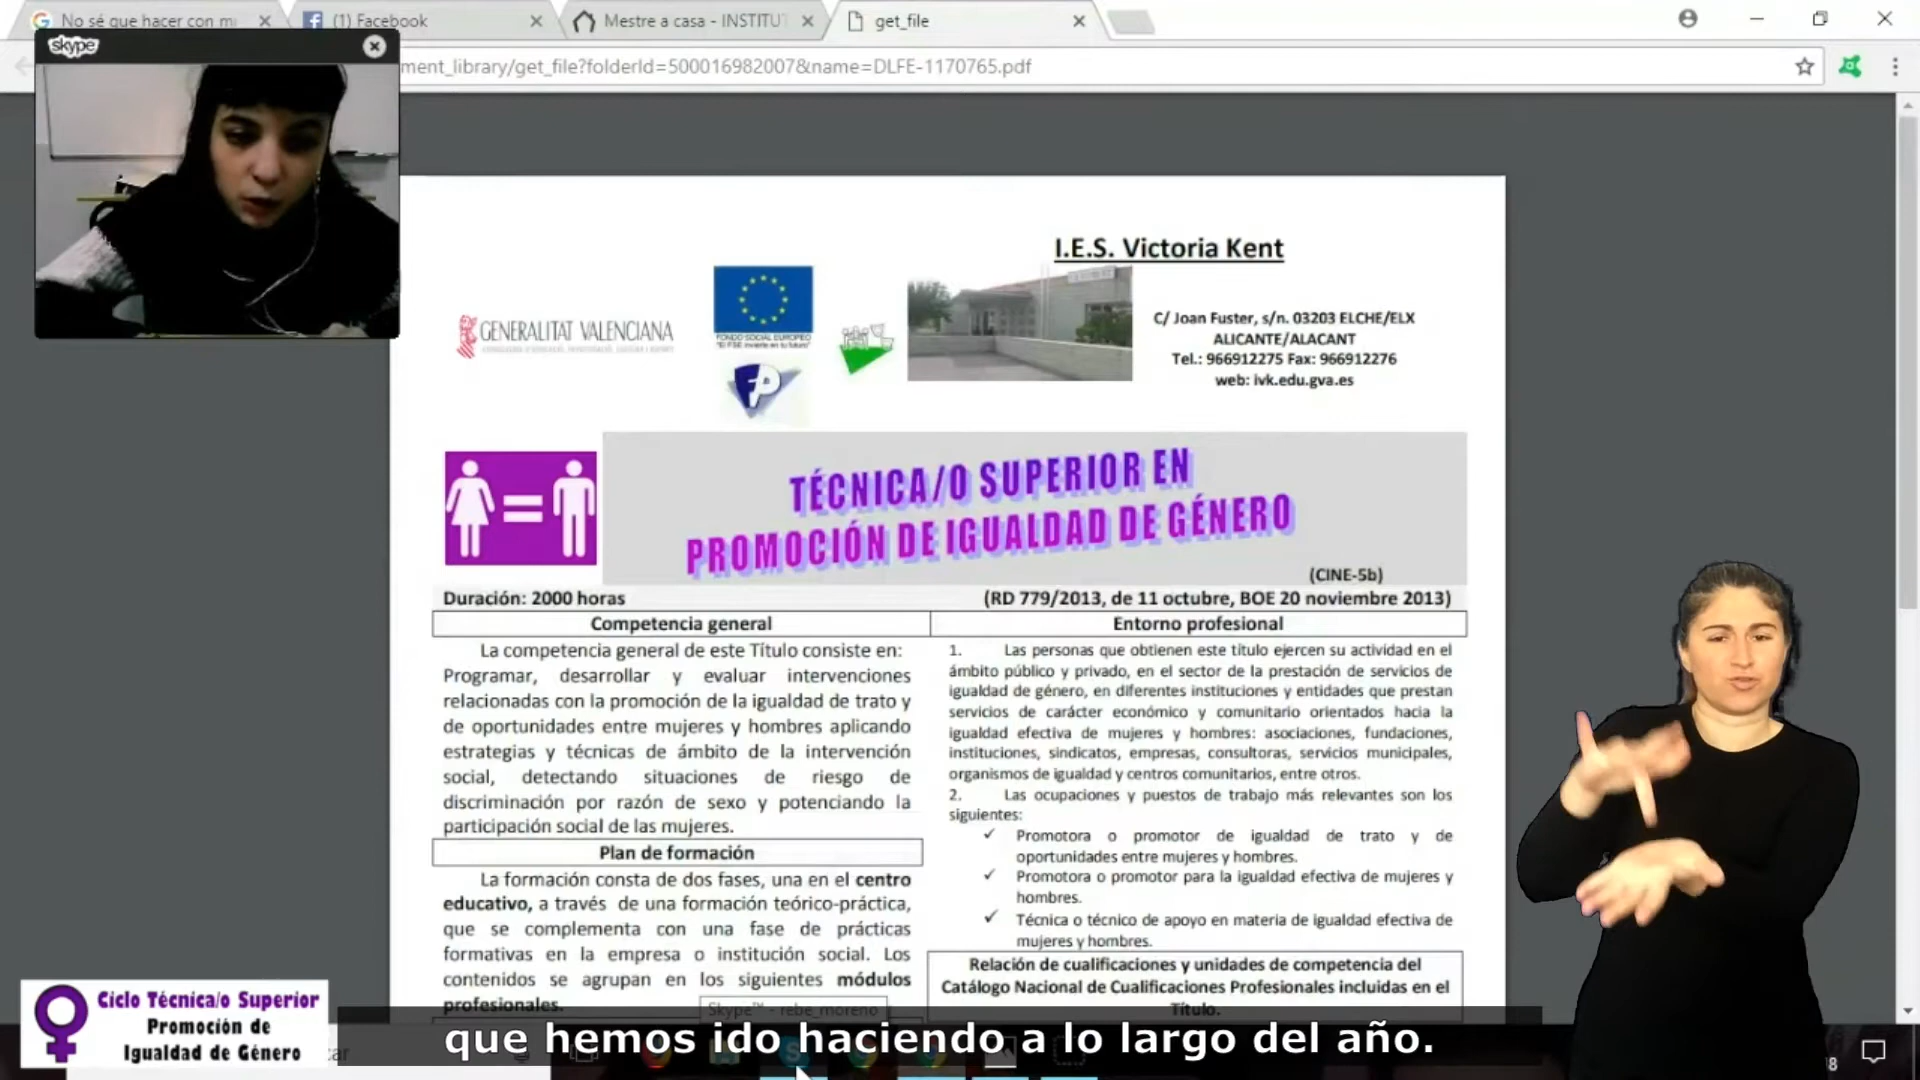 No sé que hacer con mi
(1) Facebook
Mestre a casa - INSTITUT
get_file
skype
ment_library/get_file?folderId=500016982007&name=DLFE-1170765.pdf
I.E.S. Victoria Kent
GENERALITAT VALENCIANA
FONDO SOCIAL EUROPEO
"El FSE invierte en tu futuro"
FP
C/ Joan Fuster, s/n. 03203 ELCHE/ELX
ALICANTE/ALACANT
Tel.: 966912275 Fax: 966912276
web: ivk.edu.gva.es
TÉCNICA/O SUPERIOR EN
PROMOCIÓN DE IGUALDAD DE GÉNERO
(CINE-5b)
Duración: 2000 horas
(RD 779/2013, de 11 octubre, BOE 20 noviembre 2013)
Competencia general
La competencia general de este Título consiste en:
Programar, desarrollar y evaluar intervenciones
relacionadas con la promoción de la igualdad de trato y
de oportunidades entre mujeres y hombres aplicando
estrategias y técnicas de ámbito de la intervención
social, detectando situaciones de riesgo de
discriminación por razón de sexo y potenciando la
participación social de las mujeres.
Plan de formación
La formación consta de dos fases, una en el centro
educativo, a través de una formación teórico-práctica,
que se complementa con una fase de prácticas
formativas en la empresa o institución social. Los
contenidos se agrupan en los siguientes módulos
profesionales.
Entorno profesional
1. Las personas que obtienen este título ejercen su actividad en el
ámbito público y privado, en el sector de la prestación de servicios de
igualdad de género, en diferentes instituciones y entidades que prestan
servicios de carácter económico y comunitario orientados hacia la
igualdad efectiva de mujeres y hombres: asociaciones, fundaciones,
instituciones, sindicatos, empresas, consultoras, servicios municipales,
organismos de igualdad y centros comunitarios, entre otros.
2. Las ocupaciones y puestos de trabajo más relevantes son los
siguientes:
✓ Promotora o promotor de igualdad de trato y de
oportunidades entre mujeres y hombres.
✓ Promotora o promotor para la igualdad efectiva de mujeres y
hombres.
✓ Técnica o técnico de apoyo en materia de igualdad efectiva de
mujeres y hombres.
Relación de cualificaciones y unidades de competencia del
Catálogo Nacional de Cualificaciones Profesionales incluidas en el
Título.
Skype™ - rebe_moreno
Ciclo Técnica/o Superior
Promoción de
Igualdad de Género
que hemos ido haciendo a lo largo del año.